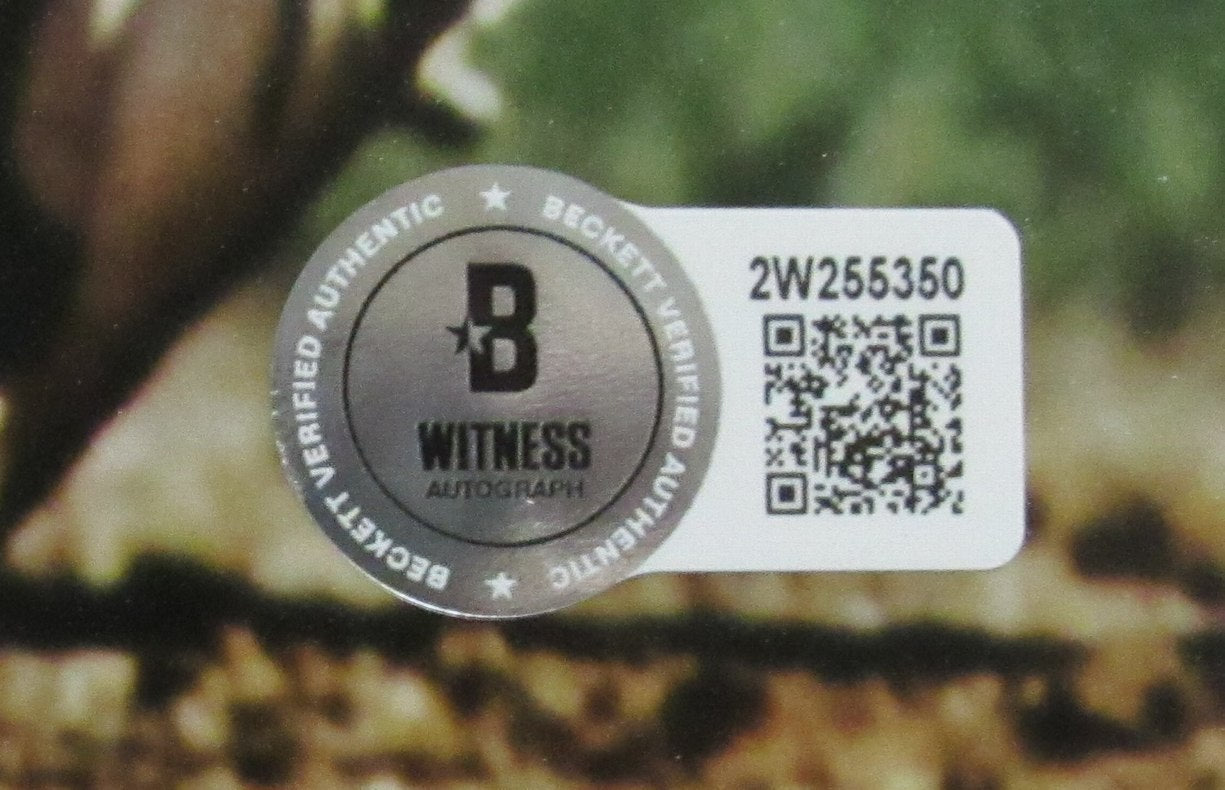 BECKETT VERIFIED AUTHENTIC
BECKETT VERIFIED AUTHENTIC
B
WITNESS
AUTOGRAPH
2W255350